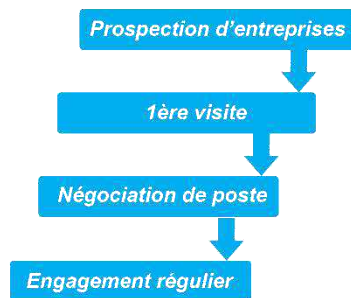 Prospection d’entreprises
1ère visite
Négociation de poste
Engagement régulier